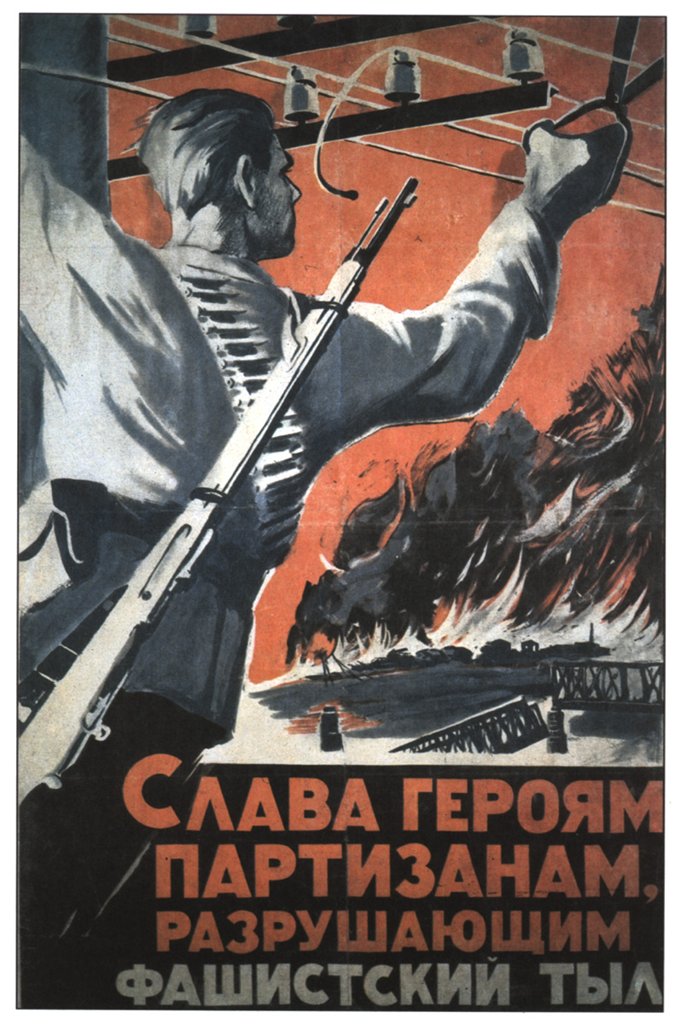 Слава героям
партизанам,
разрушающим
фашистский тыл